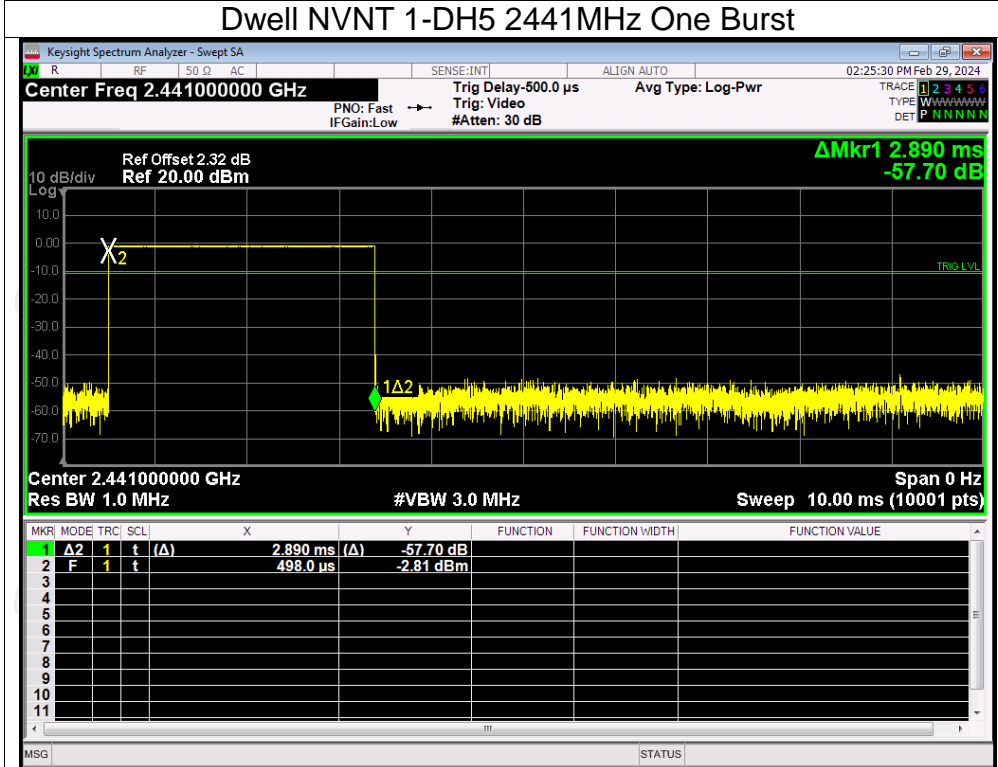 Dwell NVNT 1-DH5 2441MHz One Burst
Keysight Spectrum Analyzer - Swept SA
LXI R RF 50 Ω AC SENSE:INT ALIGN AUTO 02:25:30 PM Feb 29, 2024
Center Freq 2.441000000 GHz
PNO: Fast
IFGain:Low
Trig Delay-500.0 µs
Trig: Video
#Atten: 30 dB
Avg Type: Log-Pwr
TRACE 1 2 3 4 5 6
TYPE WWWWWWW
DET P N N N N N
ΔMkr1 2.890 ms
-57.70 dB
Ref Offset 2.32 dB
10 dB/div Ref 20.00 dBm
Log
10.0
0.00
2
-10.0
TRIG LVL
-20.0
-30.0
-40.0
-50.0
1Δ2
-60.0
-70.0
Center 2.441000000 GHz Span 0 Hz
Res BW 1.0 MHz #VBW 3.0 MHz Sweep 10.00 ms (10001 pts)
MKR MODE TRC SCL X Y FUNCTION FUNCTION WIDTH FUNCTION VALUE
1 Δ2 1 t (Δ) 2.890 ms (Δ) -57.70 dB
2 F 1 t 498.0 µs -2.81 dBm
3
4
5
6
7
8
9
10
11
MSG STATUS